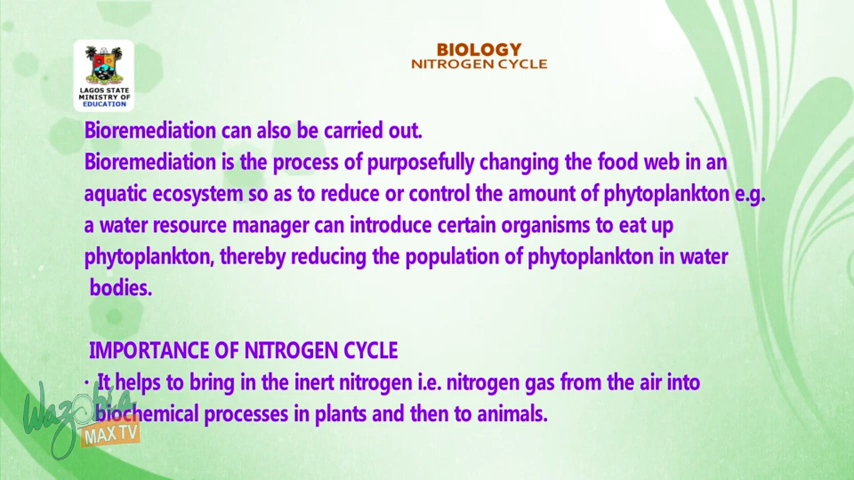 BIOLOGY
NITROGEN CYCLE
LAGOS STATE
MINISTRY OF
EDUCATION
Bioremediation can also be carried out.
Bioremediation is the process of purposefully changing the food web in an
aquatic ecosystem so as to reduce or control the amount of phytoplankton e.g.
a water resource manager can introduce certain organisms to eat up
phytoplankton, thereby reducing the population of phytoplankton in water
bodies.
IMPORTANCE OF NITROGEN CYCLE
· It helps to bring in the inert nitrogen i.e. nitrogen gas from the air into
biochemical processes in plants and then to animals.
Wazobia
MAX TV